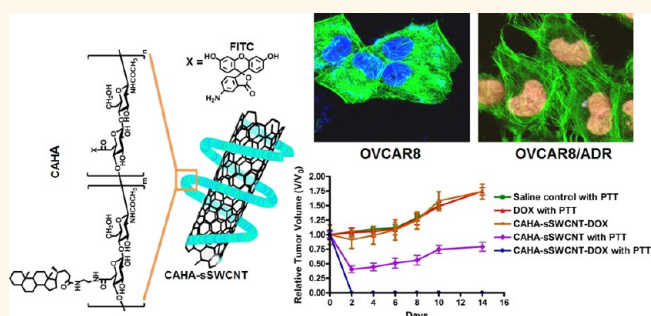 CAHA
NHCOCH₃
CH₂OH
HO
X
NHCOCH₃
CH₂OH
HO
X =
FITC
HO
OH
O
O
H₂N
CAHA-sSWCNT
OVCAR8
OVCAR8/ADR
Relative Tumor Volume (V/V₀)
2.00
1.75
1.50
1.25
1.00
0.75
0.50
0.25
0.00
0 2 4 6 8 10 12 14 16
Days
Saline control with PTT
DOX with PTT
CAHA-sSWCNT-DOX
CAHA-sSWCNT with PTT
CAHA-sSWCNT-DOX with PTT